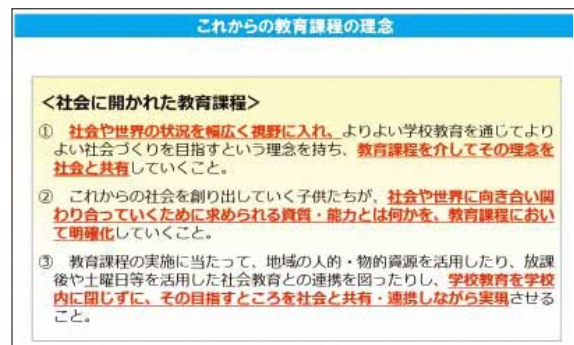 これからの教育課程の理念
<社会に開かれた教育課程>
① 社会や世界の状況を幅広く視野に入れ、よりよい学校教育を通じてより
よい社会づくりを目指すという理念を持ち、教育課程を介してその理念を
社会と共有していくこと。
② これからの社会を創り出していく子供たちが、社会や世界に向き合い関
わり合っていくために求められる資質・能力とは何かを、教育課程におい
て明確化していくこと。
③ 教育課程の実施に当たって、地域の人的・物的資源を活用したり、放課
後や土曜日等を活用した社会教育との連携を図ったりし、学校教育を学校
内に閉じずに、その目指すところを社会と共有・連携しながら実現させる
こと。